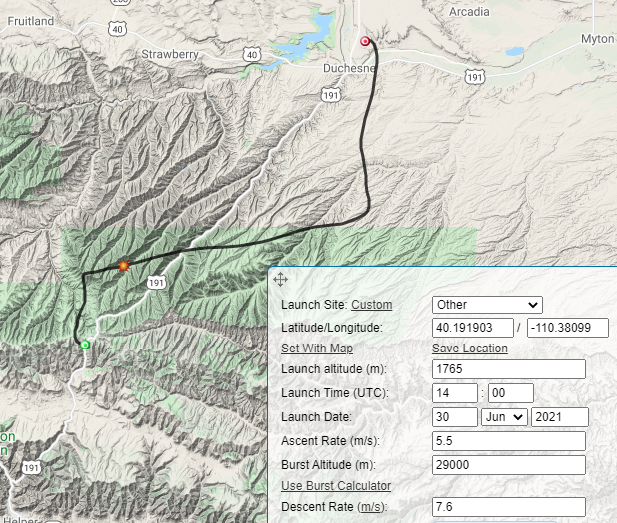 Fruitland
40
Arcadia
Strawberry
40
Myton
Duchesne
191
191
191
on
n
191
Helper
Launch Site: Custom Other
Latitude/Longitude: 40.191903 / -110.38099
Set With Map Save Location
Launch altitude (m): 1765
Launch Time (UTC): 14 : 00
Launch Date: 30 Jun 2021
Ascent Rate (m/s): 5.5
Burst Altitude (m): 29000
Use Burst Calculator
Descent Rate (m/s): 7.6